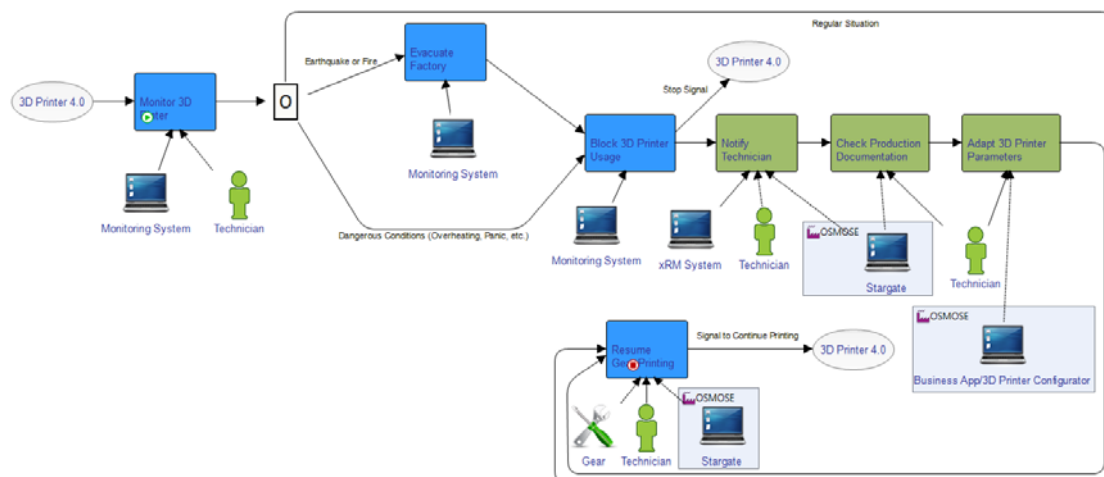 Regular Situation
Evacuate
Factory
Earthquake or Fire
3D Printer 4.0
Stop Signal
3D Printer 4.0
Monitor 3D
O
Block 3D Printer
Usage
Notify
Technician
Check Production
Documentation
Adapt 3D Printer
Parameters
Monitoring System
Monitoring System
Technician
Dangerous Conditions (Overheating, Panic, etc.)
Monitoring System
xRM System
Technician
OSMOSE
Stargate
Technician
OSMOSE
Business App/3D Printer Configurator
Resume
Signal to Continue Printing
3D Printer 4.0
Gear
Technician
OSMOSE
Stargate